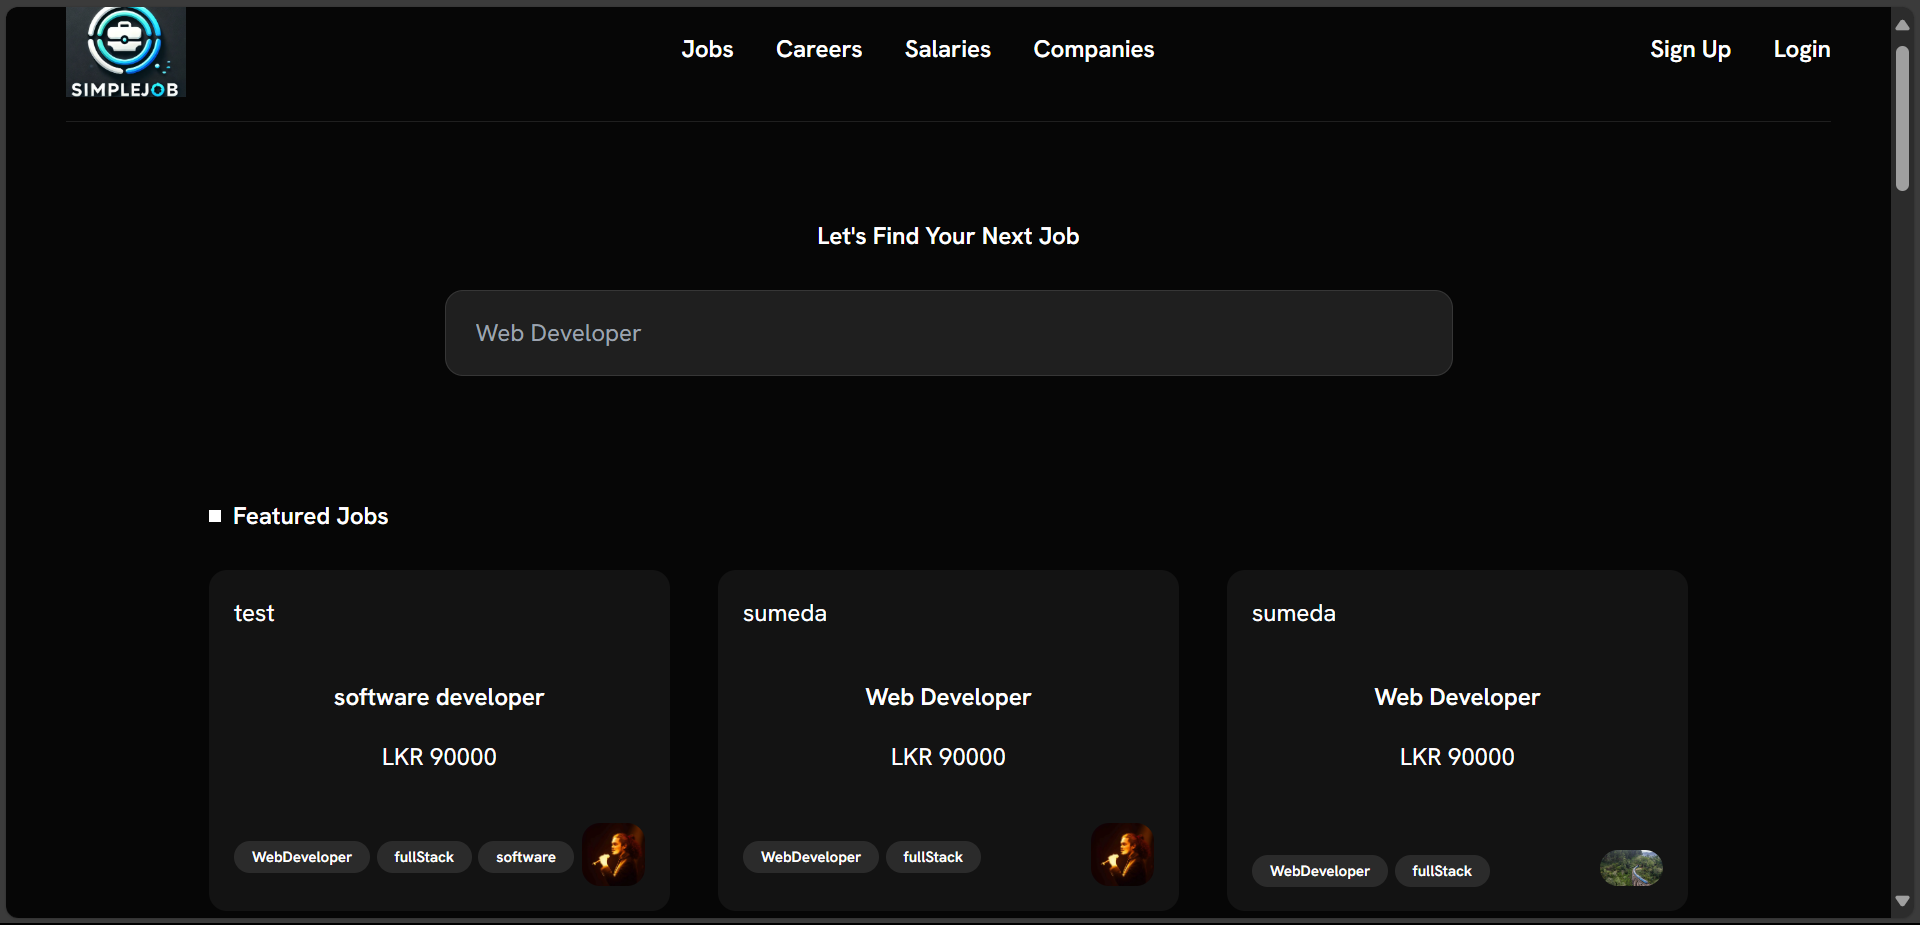 SIMPLEJOB
Jobs Careers Salaries Companies
Sign Up Login
Let's Find Your Next Job
Web Developer
Featured Jobs
test
software developer
LKR 90000
WebDeveloper fullStack software
sumeda
Web Developer
LKR 90000
WebDeveloper fullStack
sumeda
Web Developer
LKR 90000
WebDeveloper fullStack